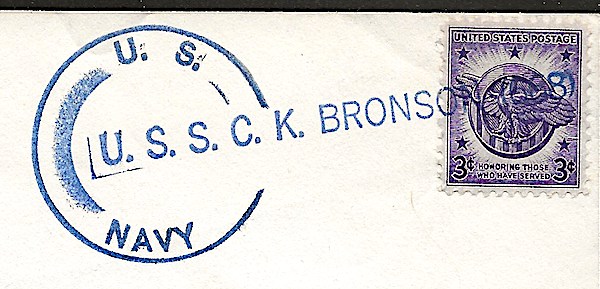 U. S.
U. S. S. C. K. BRONSO
NAVY
UNITED STATES POSTAGE
3¢ HONORING THOSE WHO HAVE SERVED 3¢